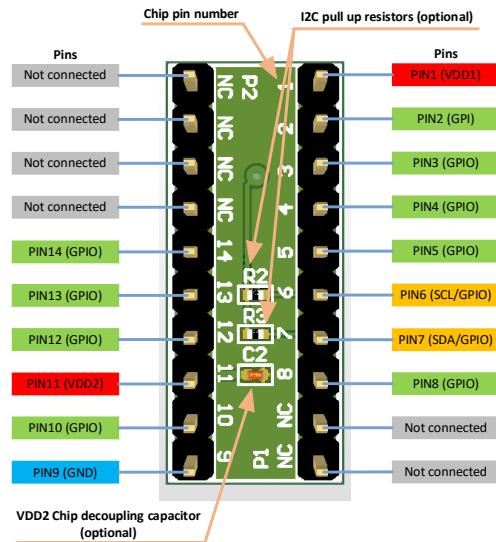 Chip pin number
I2C pull up resistors (optional)
Pins
Pins
Not connected
NC
P2
1
PIN1 (VDD1)
Not connected
NC
2
PIN2 (GPI)
Not connected
NC
3
PIN3 (GPIO)
Not connected
NC
4
PIN4 (GPIO)
PIN14 (GPIO)
14
5
PIN5 (GPIO)
R2
PIN13 (GPIO)
13
6
PIN6 (SCL/GPIO)
R3
PIN12 (GPIO)
12
7
PIN7 (SDA/GPIO)
C2
PIN11 (VDD2)
11
8
PIN8 (GPIO)
PIN10 (GPIO)
10
NC
Not connected
PIN9 (GND)
9
P1
NC
Not connected
VDD2 Chip decoupling capacitor
(optional)